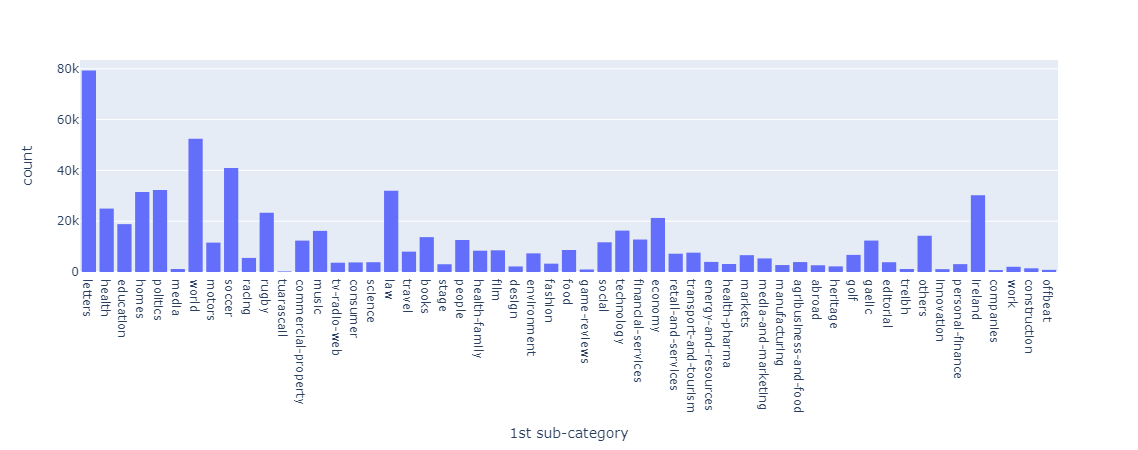 80k
60k
40k
20k
0
count
letters
health
education
homes
politics
media
world
motors
soccer
racing
rugby
tuarascail
commercial-property
music
tv-radio-web
consumer
science
law
travel
books
stage
people
health-family
film
design
environment
fashion
food
game-reviews
social
technology
financial-services
economy
retail-and-services
transport-and-tourism
energy-and-resources
health-pharma
markets
media-and-marketing
manufacturing
agribusiness-and-food
abroad
heritage
golf
gaelic
editorial
treibh
others
innovation
personal-finance
ireland
companies
work
construction
offbeat
1st sub-category